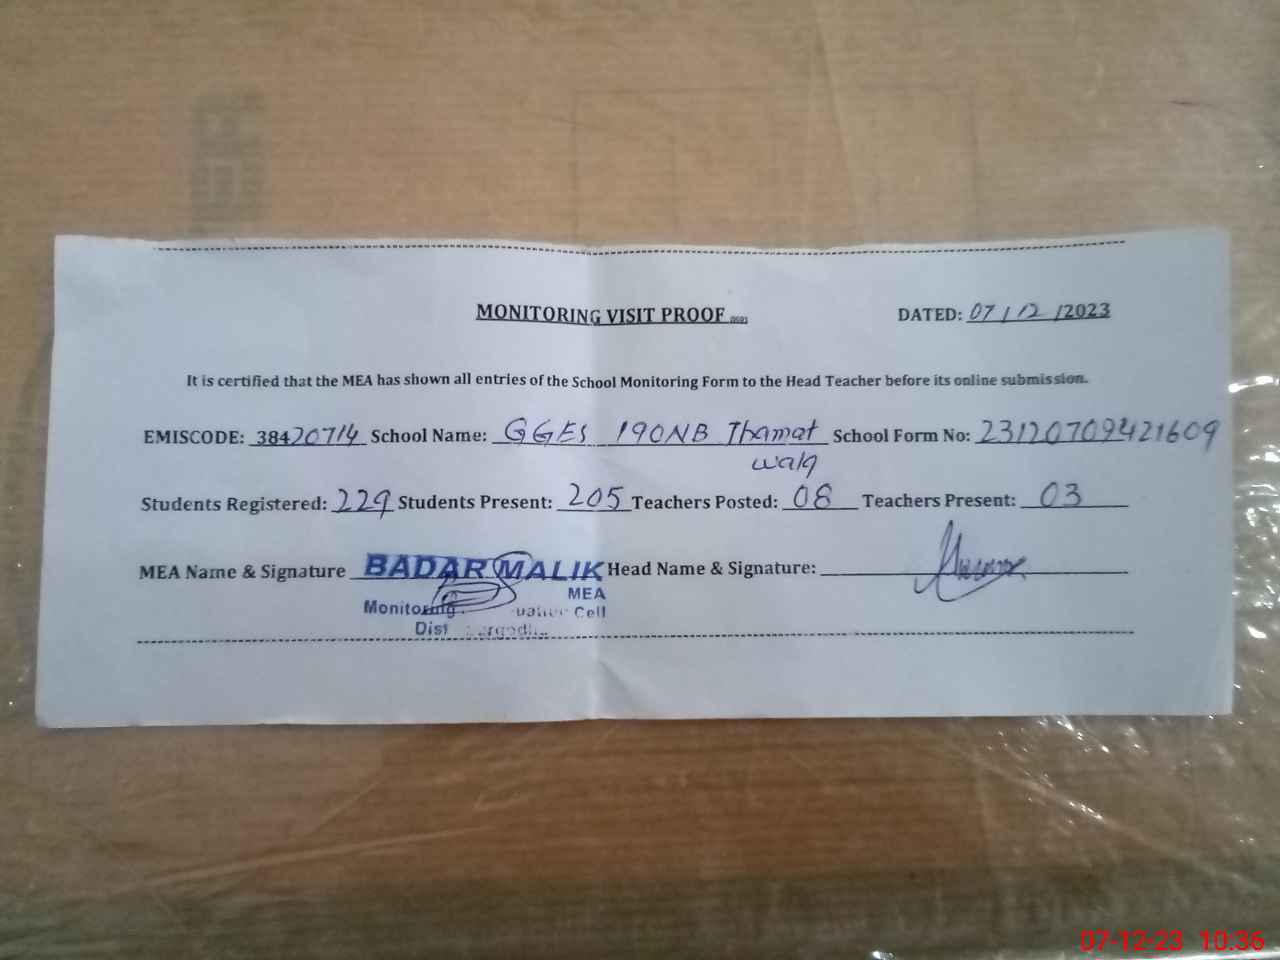 MONITORING VISIT PROOF
DATED: 07 / 12 /2023
It is certified that the MEA has shown all entries of the School Monitoring Form to the Head Teacher before its online submission.
EMISCODE: 38420714 School Name: GGES 190NB Thamat School Form No: 23120709421609
wala
Students Registered: 229 Students Present: 205 Teachers Posted: 08 Teachers Present: 03
MEA Name & Signature BADAR MALIK Head Name & Signature:
MEA
Monitoring Cell
Dist
07-12-23 10:36